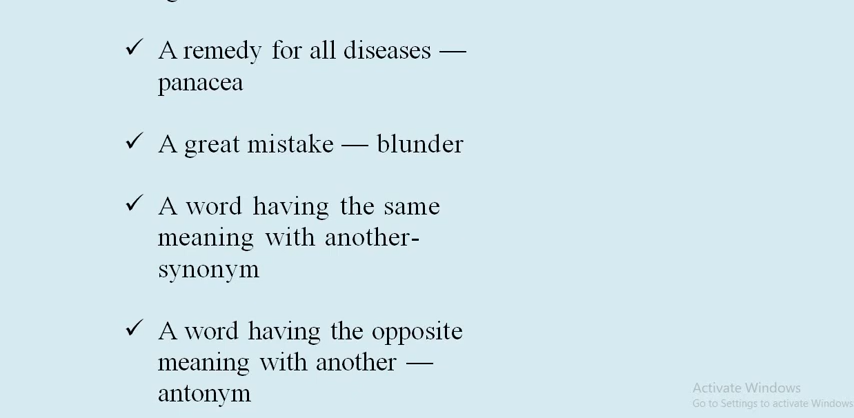 ✓ A remedy for all diseases —
panacea
✓ A great mistake — blunder
✓ A word having the same
meaning with another-
synonym
✓ A word having the opposite
meaning with another —
antonym
Activate Windows
Go to Settings to activate Windows